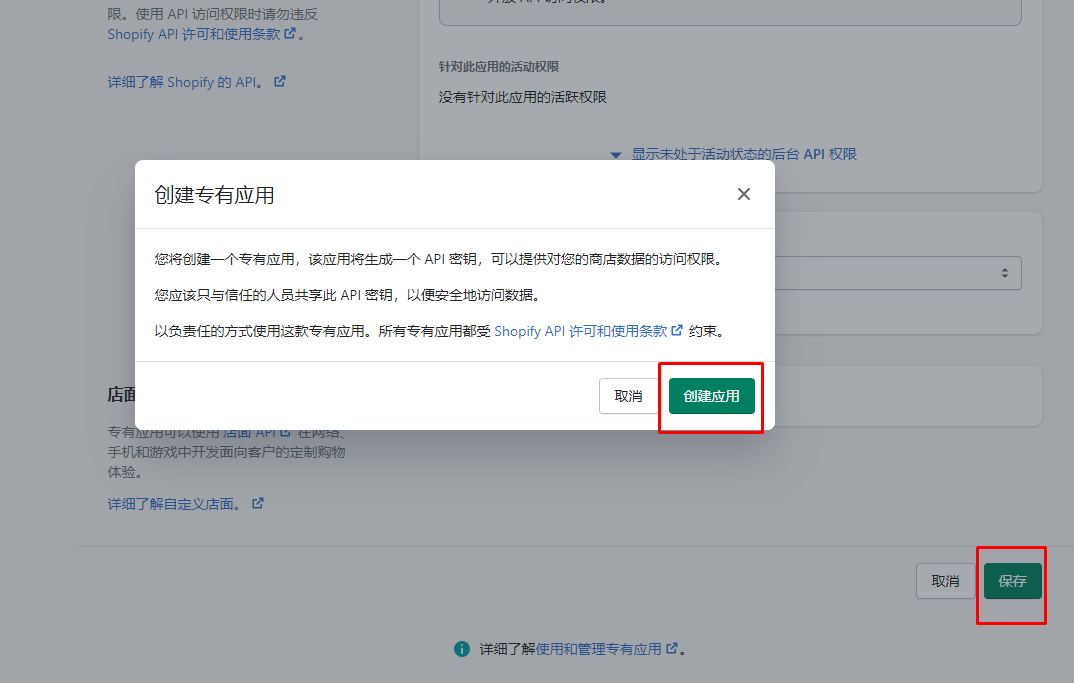 限。使用 API 访问权限时请勿违反
Shopify API 许可和使用条款。
详细了解 Shopify 的 API。
针对此应用的活动权限
没有针对此应用的活跃权限
显示未处于活动状态的后台 API 权限
创建专有应用
您将创建一个专有应用，该应用将生成一个 API 密钥，可以提供对您的商店数据的访问权限。
您应该只与信任的人员共享此 API 密钥，以便安全地访问数据。
以负责任的方式使用这款专有应用。所有专有应用都受 Shopify API 许可和使用条款 约束。
取消
创建应用
店面
专有应用可以使用 店面 API 在网络、
手机和游戏中开发面向客户的定制购物
体验。
详细了解自定义店面。
取消
保存
详细了解使用和管理专有应用。